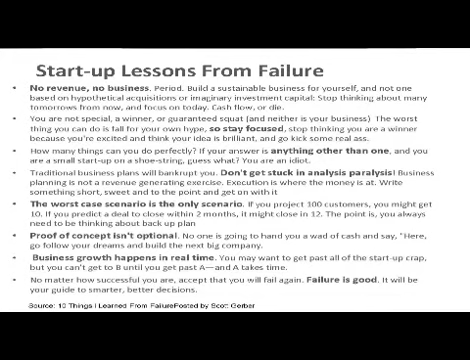 Start-up Lessons From Failure
• No revenue, no business. Period. Build a sustainable business for yourself, and not one
based on hypothetical acquisitions or imaginary investment capital: Stop thinking about many
tomorrows from now, and focus on today. Cash flow, or die.
• You are not special, a winner, or guaranteed squat (and neither is your business) The worst
thing you can do is fall for your own hype, so stay focused, stop thinking you are a winner
because you're excited and think your idea is brilliant, and go kick some real ass.
• How many things can you do perfectly? If your answer is anything other than one, and you
are a small start-up on a shoe-string, guess what? You are an idiot.
• Traditional business plans will bankrupt you. Don't get stuck in analysis paralysis! Business
planning is not a revenue generating exercise. Execution is where the money is at. Write
something short, sweet and to the point and get on with it
• The worst case scenario is the only scenario. If you project 100 customers, you might get
10. If you predict a deal to close within 2 months, it might close in 12. The point is, you always
need to be thinking about back up plan
• Proof of concept isn't optional. No one is going to hand you a wad of cash and say, "Here,
go follow your dreams and build the next big company.
• Business growth happens in real time. You may want to get past all of the start-up crap,
but you can't get to B until you get past A—and A takes time.
• No matter how successful you are, accept that you will fail again. Failure is good. It will be
your guide to smarter, better decisions.
Source: 10 Things I Learned From FailurePosted by Scott Gerber